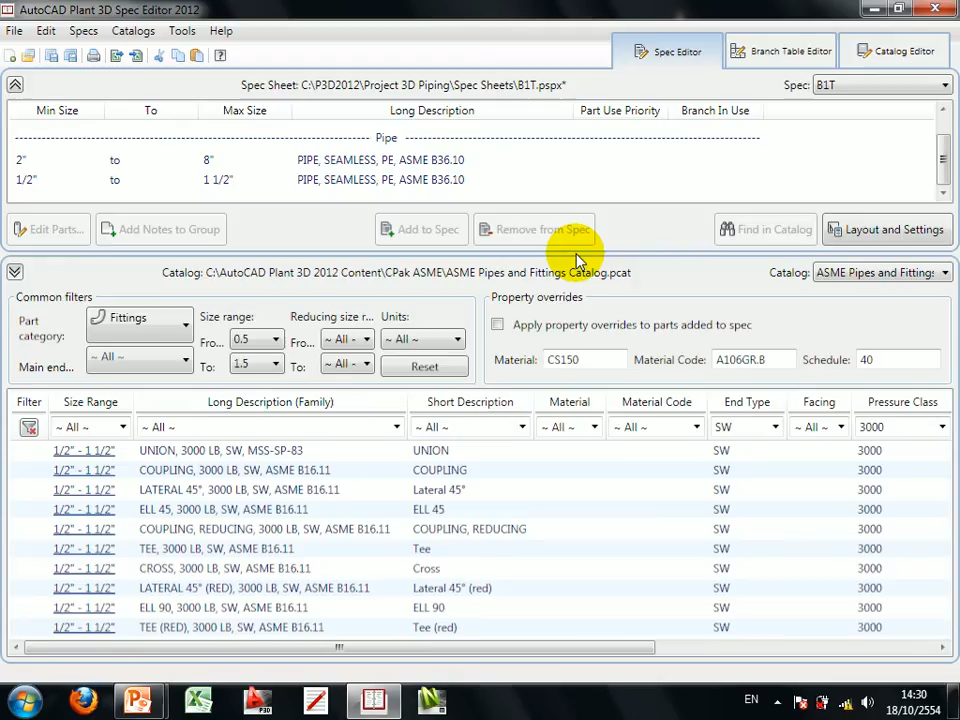 AutoCAD Plant 3D Spec Editor 2012
File Edit Specs Catalogs Tools Help
Spec Editor Branch Table Editor Catalog Editor
Spec Sheet: C:\P3D2012\Project 3D Piping\Spec Sheets\B1T.pspx* Spec: B1T
Min Size To Max Size Long Description Part Use Priority Branch In Use
Pipe
2" to 8" PIPE, SEAMLESS, PE, ASME B36.10
1/2" to 1 1/2" PIPE, SEAMLESS, PE, ASME B36.10
Edit Parts... Add Notes to Group Add to Spec Remove from Spec Find in Catalog Layout and Settings
Catalog: C:\AutoCAD Plant 3D 2012 Content\CPak ASME\ASME Pipes and Fittings Catalog.pcat Catalog: ASME Pipes and Fittings
Common filters Property overrides
Part category: Fittings Size range: Reducing size r... Units: Apply property overrides to parts added to spec
Fro... 0.5 Fro... ~ All ~ ~ All ~
Main end... ~ All ~ To: 1.5 To: ~ All ~ Reset Material: CS150 Material Code: A106GR.B Schedule: 40
Filter Size Range Long Description (Family) Short Description Material Material Code End Type Facing Pressure Class
~ All ~ ~ All ~ ~ All ~ ~ All ~ ~ All ~ SW ~ All ~ 3000
1/2" - 1 1/2" UNION, 3000 LB, SW, MSS-SP-83 UNION SW 3000
1/2" - 1 1/2" COUPLING, 3000 LB, SW, ASME B16.11 COUPLING SW 3000
1/2" - 1 1/2" LATERAL 45°, 3000 LB, SW, ASME B16.11 Lateral 45° SW 3000
1/2" - 1 1/2" ELL 45, 3000 LB, SW, ASME B16.11 ELL 45 SW 3000
1/2" - 1 1/2" COUPLING, REDUCING, 3000 LB, SW, ASME B16.11 COUPLING, REDUCING SW 3000
1/2" - 1 1/2" TEE, 3000 LB, SW, ASME B16.11 Tee SW 3000
1/2" - 1 1/2" CROSS, 3000 LB, SW, ASME B16.11 Cross SW 3000
1/2" - 1 1/2" LATERAL 45° (RED), 3000 LB, SW, ASME B16.11 Lateral 45° (red) SW 3000
1/2" - 1 1/2" ELL 90, 3000 LB, SW, ASME B16.11 ELL 90 SW 3000
1/2" - 1 1/2" TEE (RED), 3000 LB, SW, ASME B16.11 Tee (red) SW 3000
EN 14:30
18/10/2554